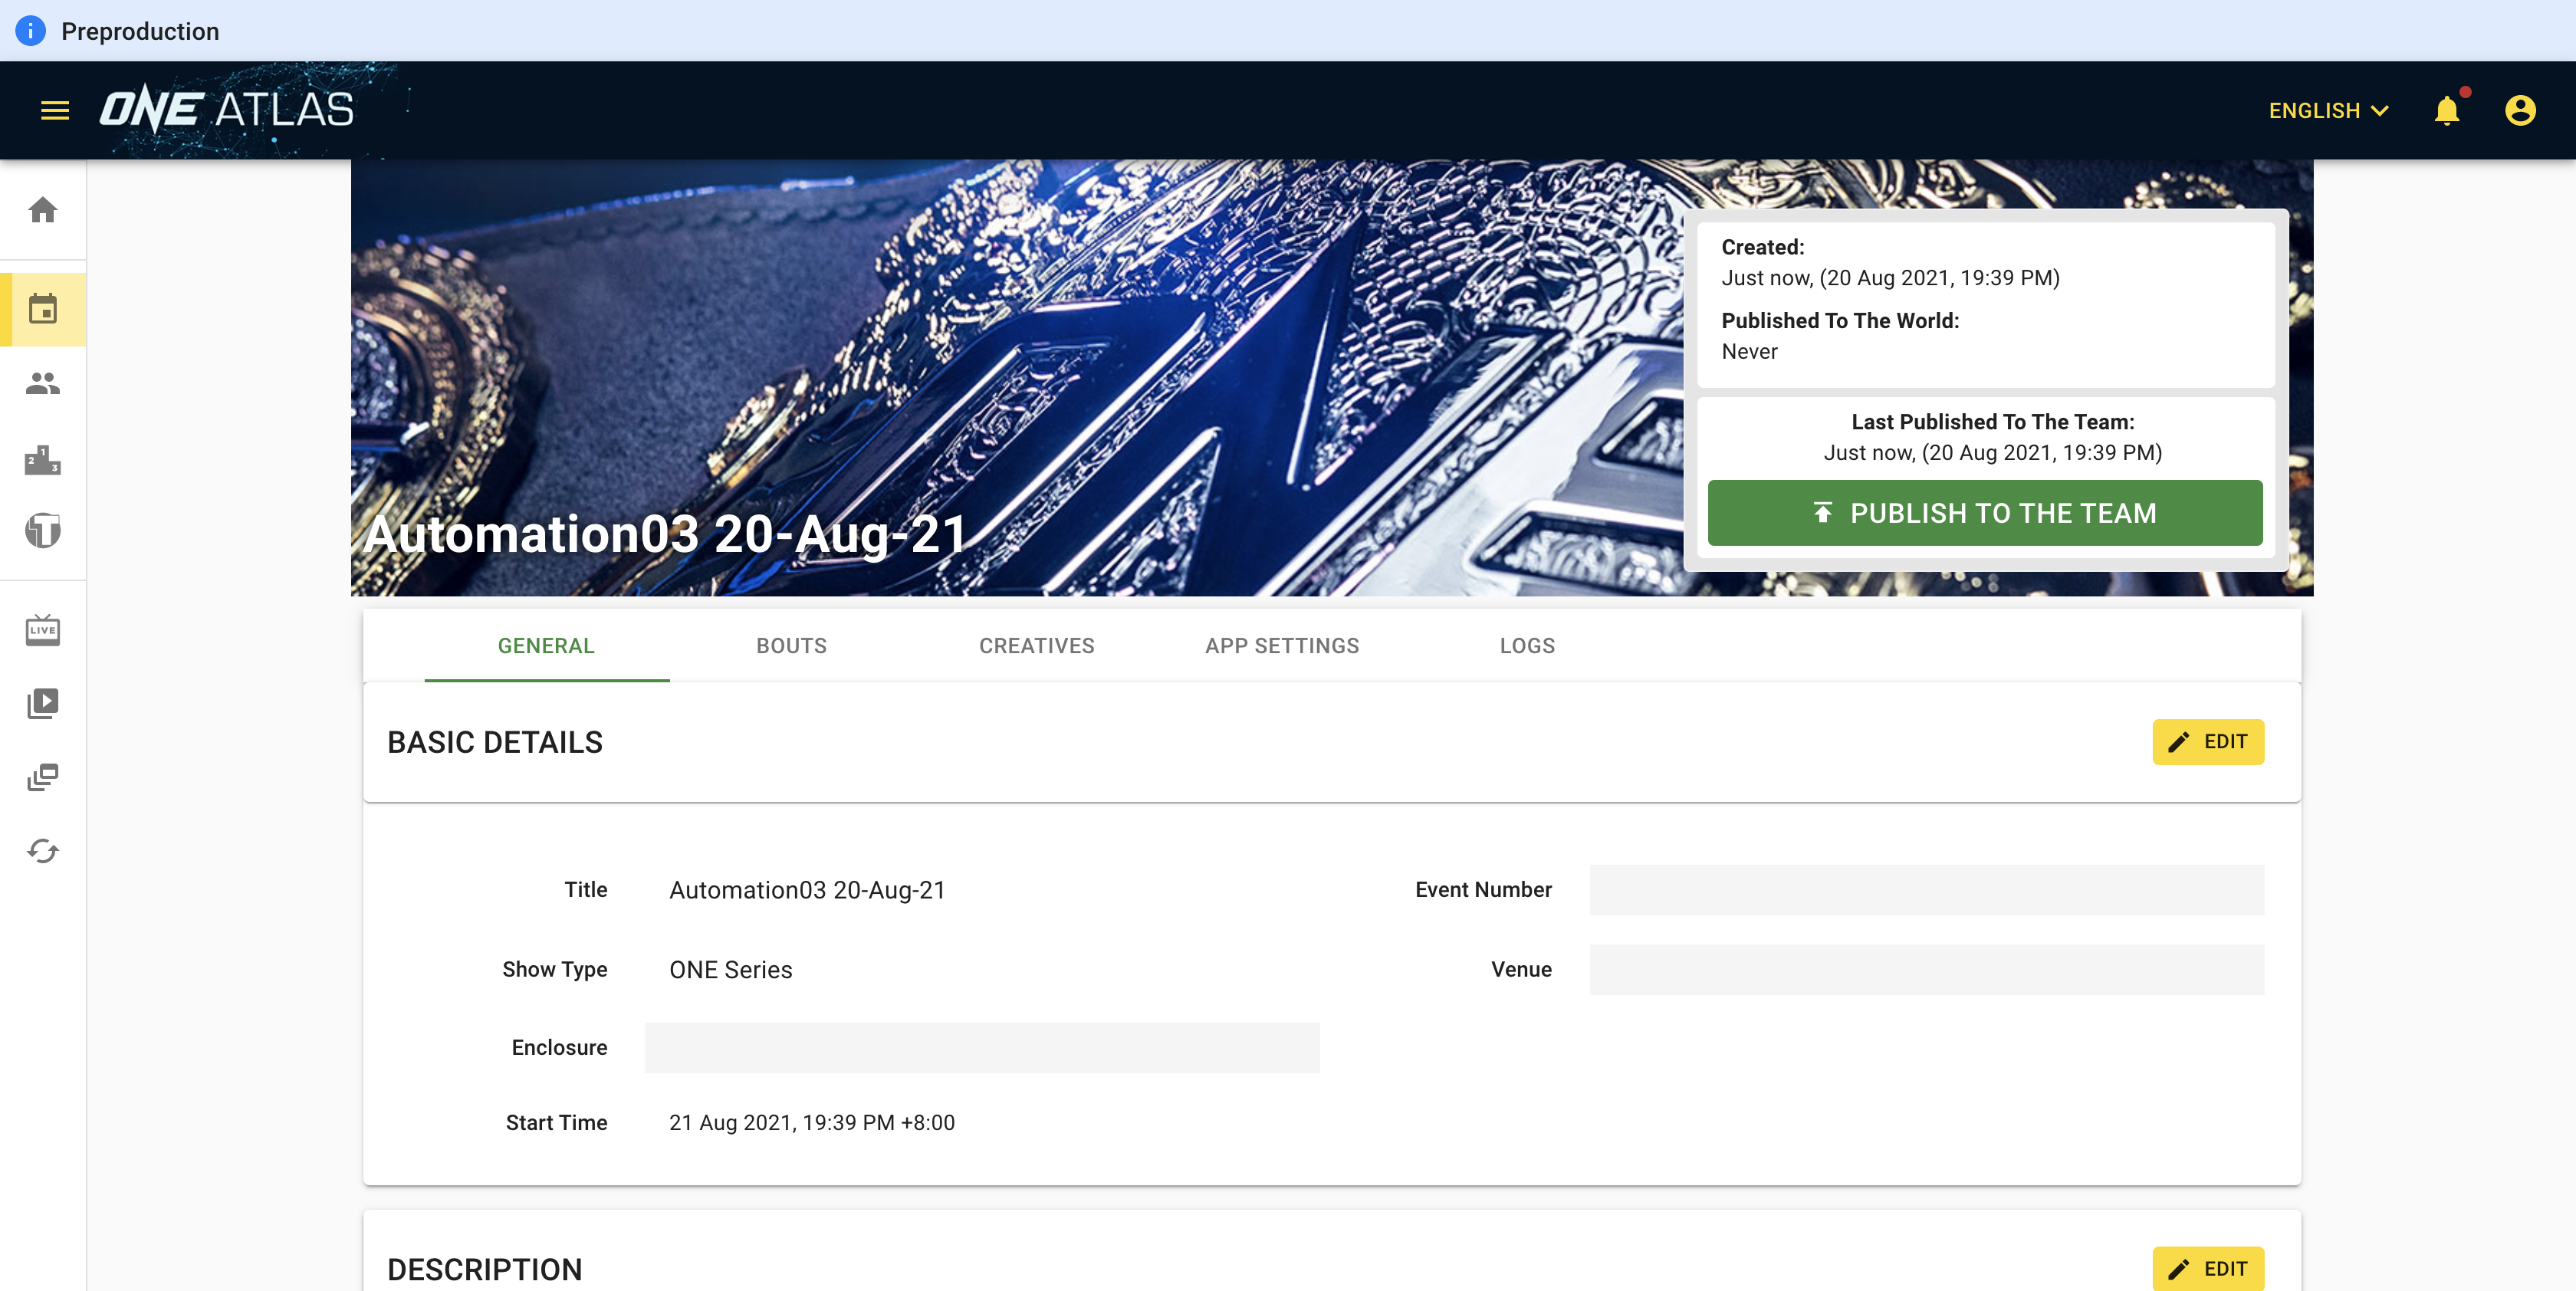 Preproduction
ONE ATLAS
ENGLISH
Created:
Just now, (20 Aug 2021, 19:39 PM)
Published To The World:
Never
Last Published To The Team:
Just now, (20 Aug 2021, 19:39 PM)
PUBLISH TO THE TEAM
Automation03 20-Aug-21
GENERAL BOUTS CREATIVES APP SETTINGS LOGS
BASIC DETAILS
EDIT
Title Automation03 20-Aug-21
Event Number
Show Type ONE Series
Venue
Enclosure
Start Time 21 Aug 2021, 19:39 PM +8:00
DESCRIPTION
EDIT
2 1 3
T
LIVE